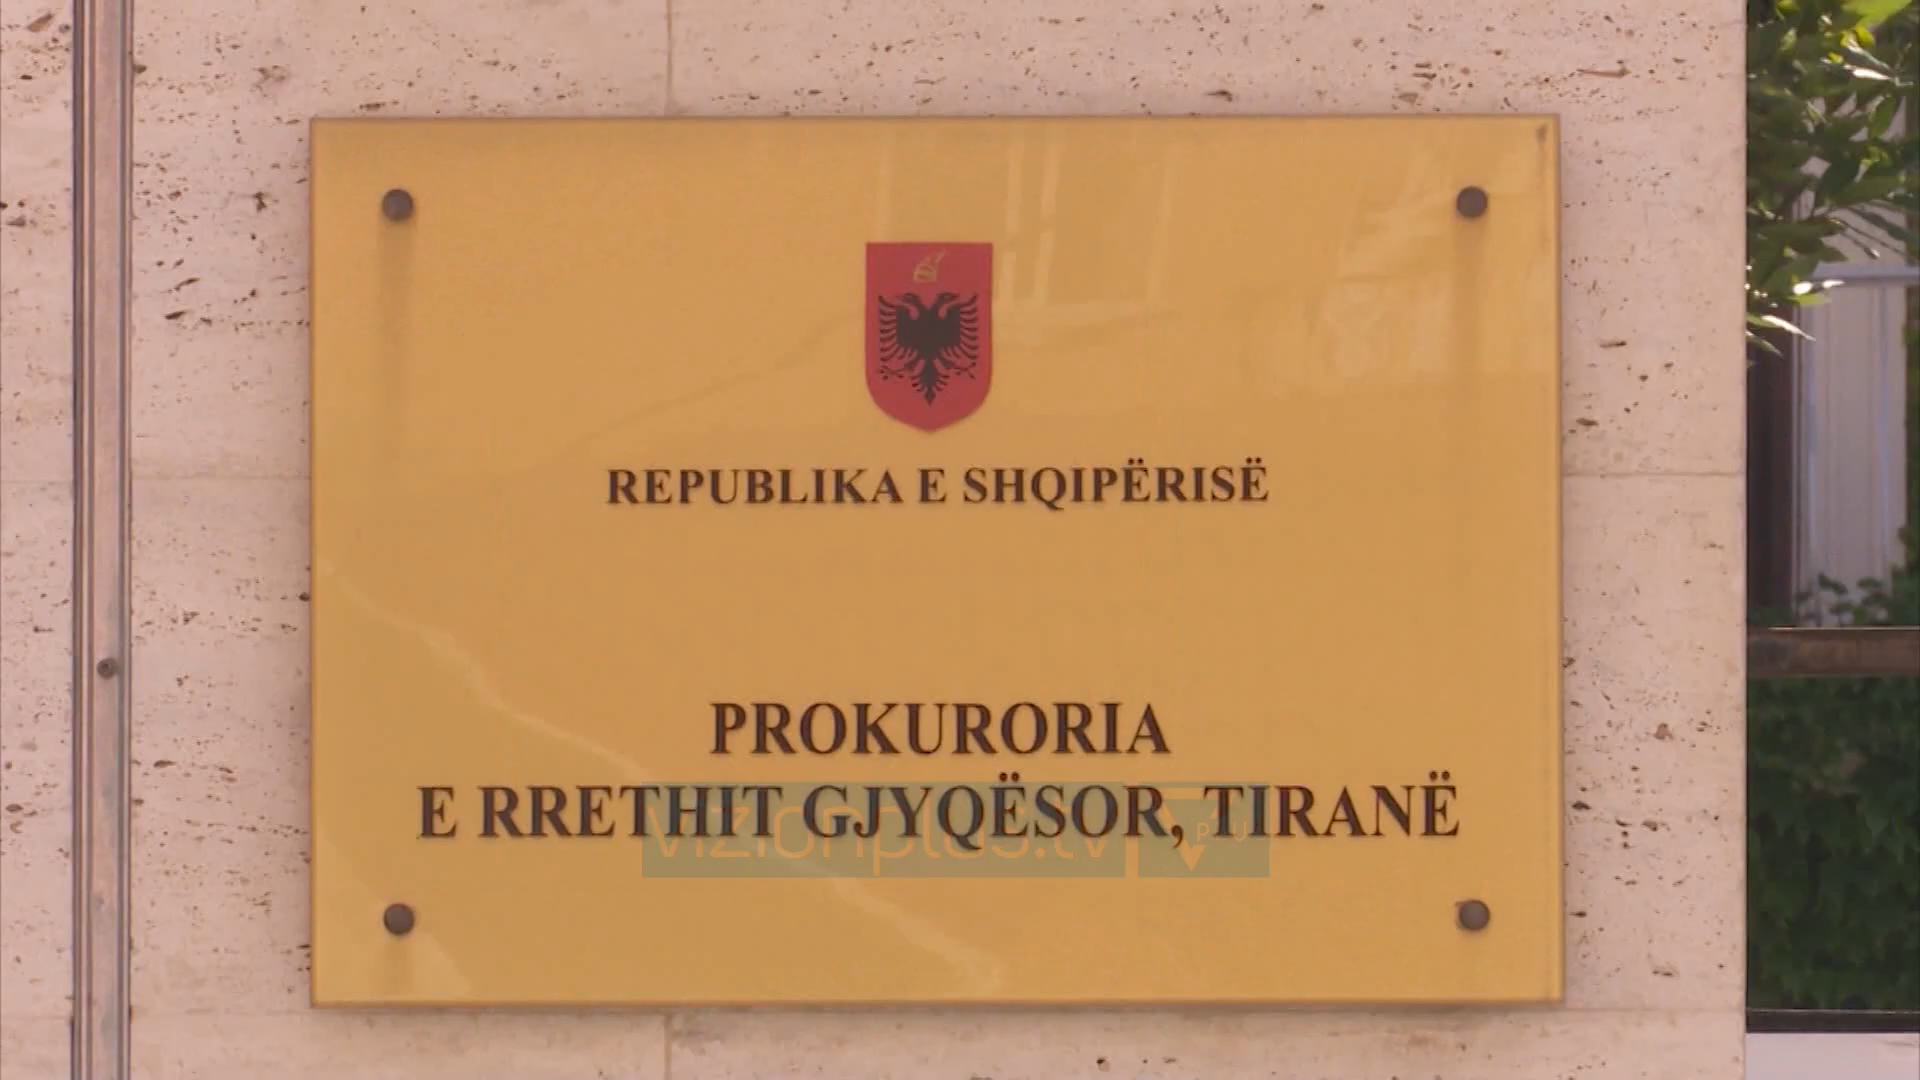 REPUBLIKA E SHQIPËRISË
PROKURORIA
E RRETHIT GJYQËSOR, TIRANË
vizionplus.tv